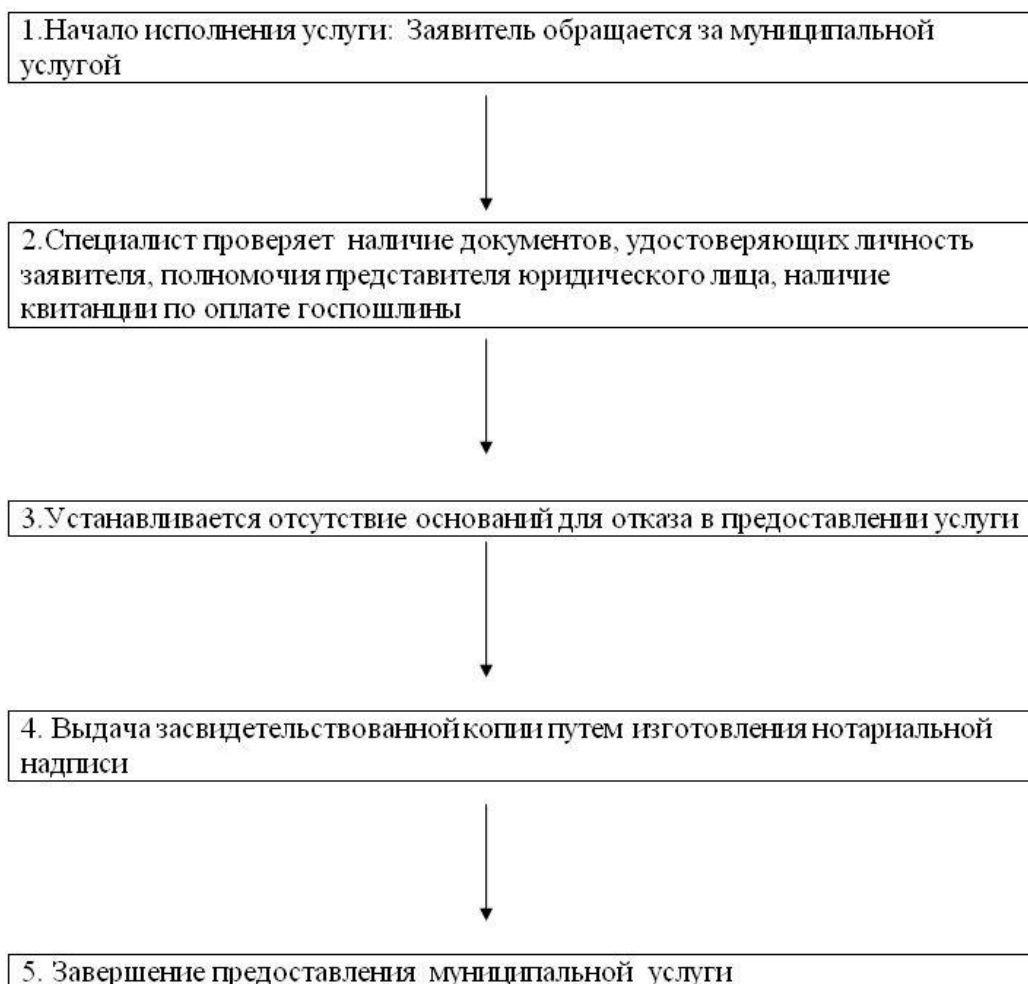 1.Начало исполнения услуги: Заявитель обращается за муниципальной
услугой
2.Специалист проверяет наличие документов, удостоверяющих личность
заявителя, полномочия представителя юридического лица, наличие
квитанции по оплате госпошлины
3.Устанавливается отсутствие оснований для отказа в предоставлении услуги
4. Выдача засвидетельствованной копии путем изготовления нотариальной
надписи
5. Завершение предоставления муниципальной услуги